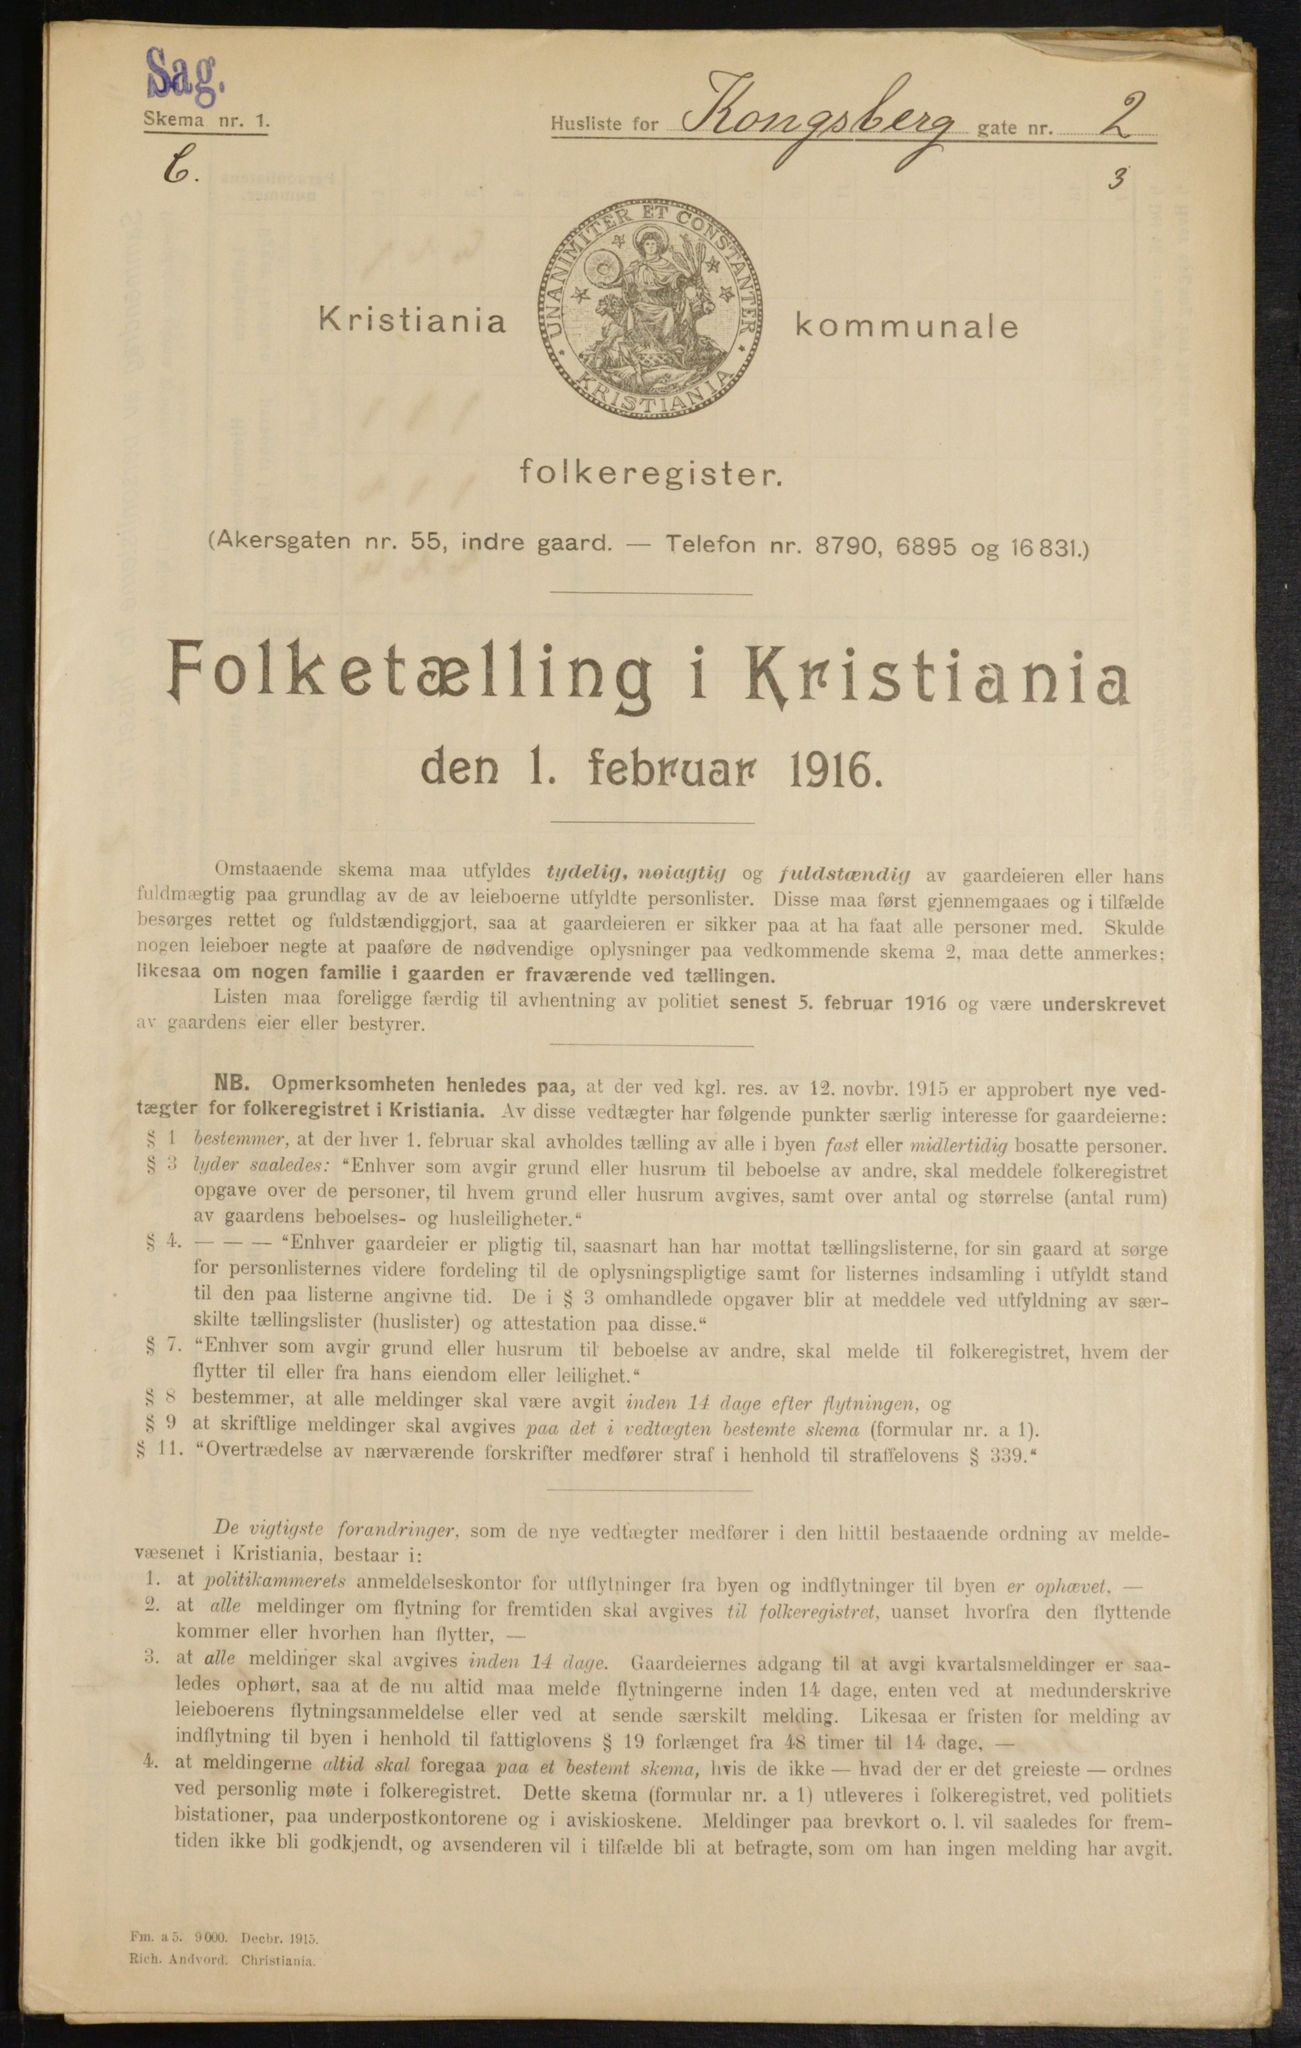 Sag.
Skema nr. 1.
Husliste for Kongsberg gate nr. 2
C.
3
UNANIMITER ET CONSTANTER
KRISTIANIA
Kristiania kommunale
folkeregister.
(Akersgaten nr. 55, indre gaard. — Telefon nr. 8790, 6895 og 16 831.)
Folketælling i Kristiania
den 1. februar 1916.
Omstaaende skema maa utfyldes tydelig, nøiagtig og fuldstændig av gaardeieren eller hans
fuldmægtig paa grundlag av de av leieboerne utfyldte personlister. Disse maa først gjennemgaaes og i tilfælde
besørges rettet og fuldstændiggjort, saa at gaardeieren er sikker paa at ha faat alle personer med. Skulde
nogen leieboer negte at paaføre de nødvendige oplysninger paa vedkommende skema 2, maa dette anmerkes;
likesaa om nogen familie i gaarden er fraværende ved tællingen.
Listen maa foreligge færdig til avhentning av politiet senest 5. februar 1916 og være underskrevet
av gaardens eier eller bestyrer.
NB. Opmerksomheten henledes paa, at der ved kgl. res. av 12. novbr. 1915 er approbert nye ved-
tægter for folkeregistret i Kristiania. Av disse vedtægter har følgende punkter særlig interesse for gaardeierne:
§ 1 bestemmer, at der hver 1. februar skal avholdes tælling av alle i byen fast eller midlertidig bosatte personer.
§ 3 lyder saaledes: “Enhver som avgir grund eller husrum til beboelse av andre, skal meddele folkeregistret
opgave over de personer, til hvem grund eller husrum avgives, samt over antal og størrelse (antal rum)
av gaardens beboelses- og husleiligheter.“
§ 4. — — — “Enhver gaardeier er pligtig til, saasnart han har mottat tællingslisterne, for sin gaard at sørge
for personlisternes videre fordeling til de oplysningspligtige samt for listernes indsamling i utfyldt stand
til den paa listerne angivne tid. De i § 3 omhandlede opgaver blir at meddele ved utfyldning av sær-
skilte tællingslister (huslister) og attestation paa disse.“
§ 7. “Enhver som avgir grund eller husrum til beboelse av andre, skal melde til folkeregistret, hvem der
flytter til eller fra hans eiendom eller leilighet.“
§ 8 bestemmer, at alle meldinger skal være avgit inden 14 dage efter flytningen, og
§ 9 at skriftlige meldinger skal avgives paa det i vedtægten bestemte skema (formular nr. a 1).
§ 11. “Overtrædelse av nærværende forskrifter medfører straf i henhold til straffelovens § 339.“
De vigtigste forandringer, som de nye vedtægter medfører i den hittil bestaaende ordning av melde-
væsenet i Kristiania, bestaar i:
1. at politikammerets anmeldelseskontor for utflytninger fra byen og indflytninger til byen er ophævet. —
2. at alle meldinger om flytning for fremtiden skal avgives til folkeregistret, uanset hvorfra den flyttende
kommer eller hvorhen han flytter, —
3. at alle meldinger skal avgives inden 14 dage. Gaardeiernes adgang til at avgi kvartalsmeldinger er saa-
ledes ophørt, saa at de nu altid maa melde flytningerne inden 14 dage, enten ved at medunderskrive
leieboerens flytningsanmeldelse eller ved at sende særskilt melding. Likesaa er fristen for melding av
indflytning til byen i henhold til fattiglovens § 19 forlænget fra 48 timer til 14 dage, —
4. at meldingerne altid skal foregaa paa et bestemt skema, hvis de ikke — hvad der er det greieste — ordnes
ved personlig møte i folkeregistret. Dette skema (formular nr. a 1) utleveres i folkeregistret, ved politiets
bistationer, paa underpostkontorene og i aviskioskene. Meldinger paa brevkort o. l. vil saaledes for frem-
tiden ikke bli godkjendt, og avsenderen vil i tilfælde bli at befragte, som om han ingen melding har avgit.
Fm. a 5. 9 000. Decbr. 1915.
Rich. Andvord. Christiania.